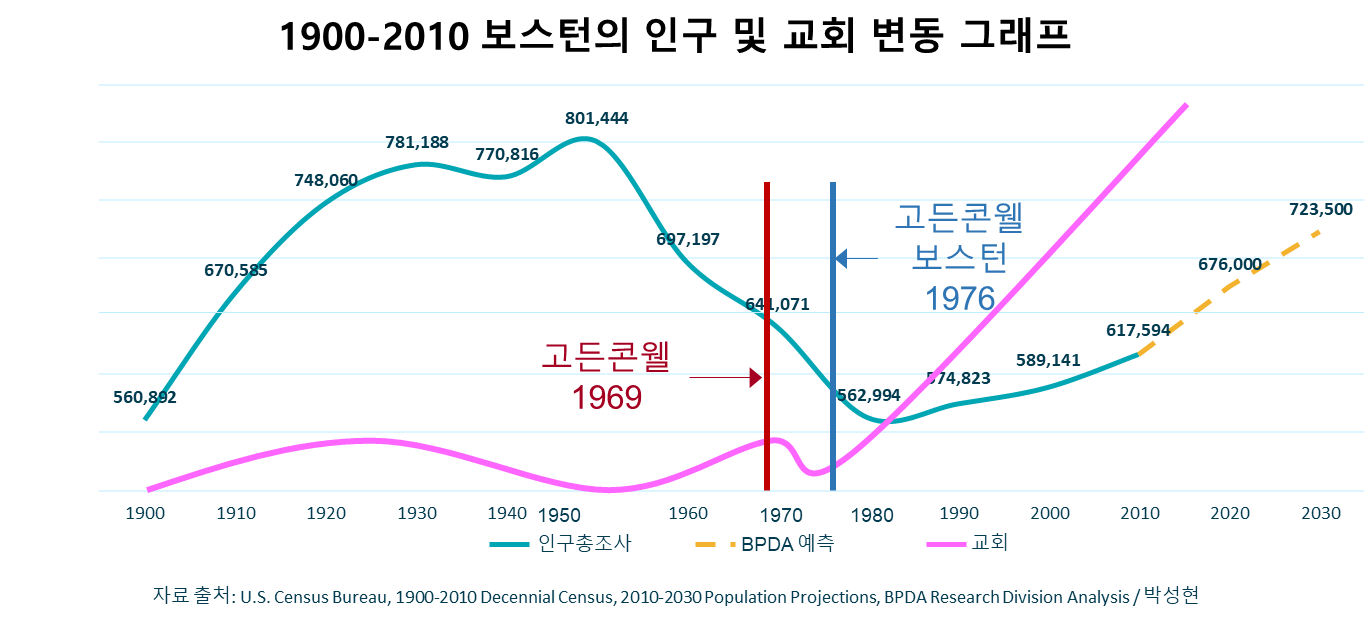 1900-2010 보스턴의 인구 및 교회 변동 그래프
801,444
781,188
770,816
748,060
723,500
고든콘웰
보스턴
1976
697,197
676,000
670,585
641,071
617,594
고든콘웰
1969
589,141
574,823
560,892
562,994
1900 1910 1920 1930 1940 1950 1960 1970 1980 1990 2000 2010 2020 2030
인구총조사 BPDA 예측 교회
자료 출처: U.S. Census Bureau, 1900-2010 Decennial Census, 2010-2030 Population Projections, BPDA Research Division Analysis / 박성현